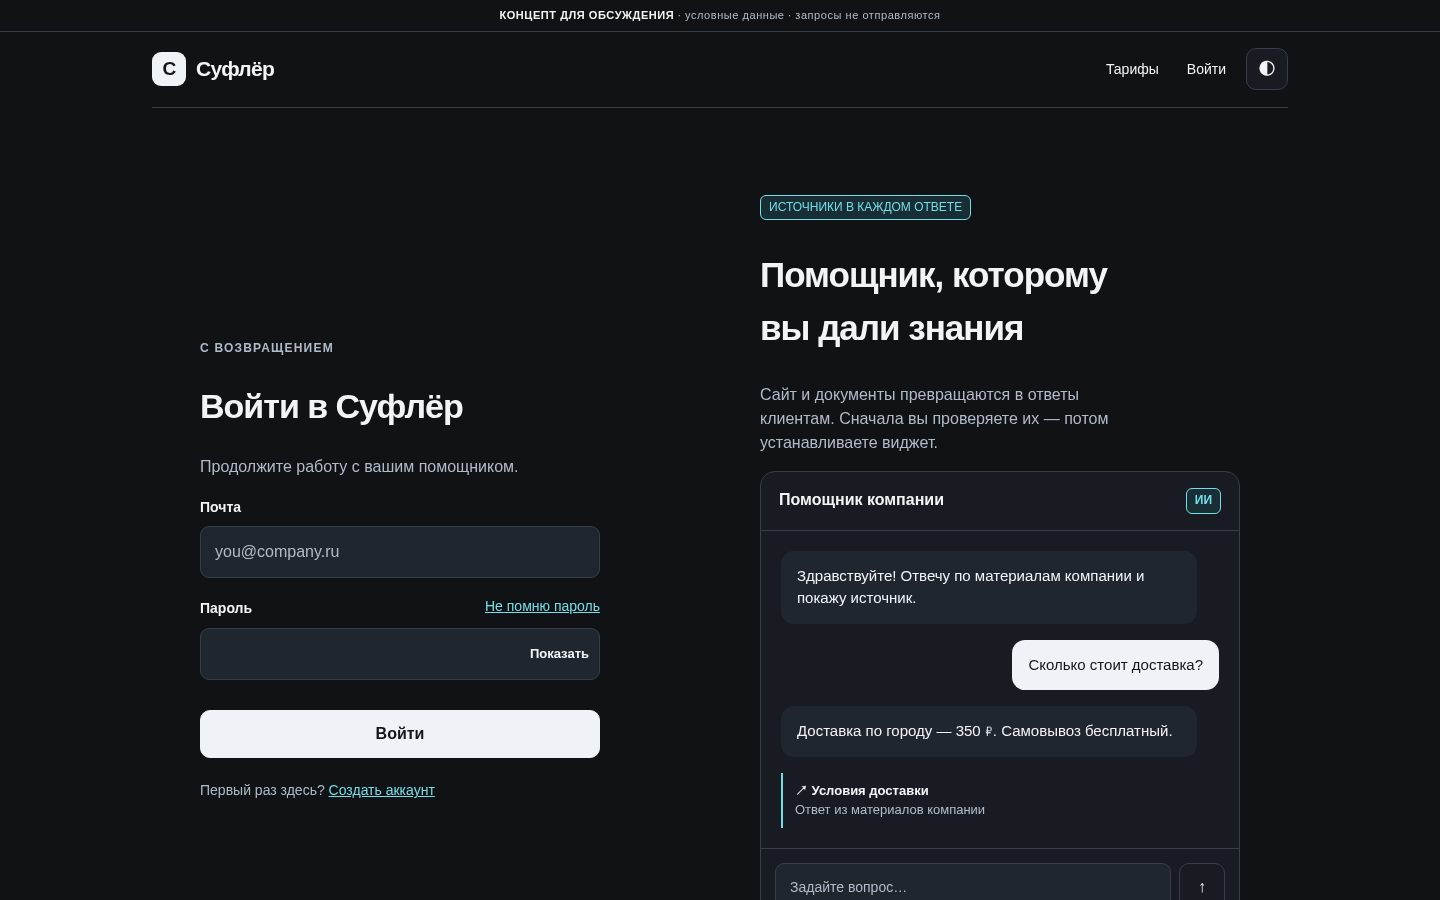 КОНЦЕПТ ДЛЯ ОБСУЖДЕНИЯ · условные данные · запросы не отправляются
С Суфлёр
Тарифы Войти
С ВОЗВРАЩЕНИЕМ
Войти в Суфлёр
Продолжите работу с вашим помощником.
Почта
you@company.ru
Пароль Не помню пароль
Показать
Войти
Первый раз здесь? Создать аккаунт
ИСТОЧНИКИ В КАЖДОМ ОТВЕТЕ
Помощник, которому
вы дали знания
Сайт и документы превращаются в ответы
клиентам. Сначала вы проверяете их — потом
устанавливаете виджет.
Помощник компании ИИ
Здравствуйте! Отвечу по материалам компании и
покажу источник.
Сколько стоит доставка?
Доставка по городу — 350 ₽. Самовывоз бесплатный.
↗ Условия доставки
Ответ из материалов компании
Задайте вопрос… ↑